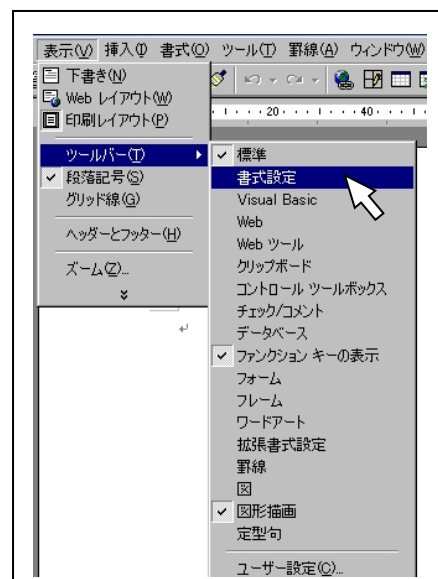 表示(V) 挿入(I) 書式(O) ツール(T) 罫線(A) ウィンドウ(W)
下書き(N)
Web レイアウト(W)
印刷レイアウト(P)
20 40
ツールバー(T)
段落記号(S)
グリッド線(G)
ヘッダーとフッター(H)
ズーム(Z)...
標準
書式設定
Visual Basic
Web
Web ツール
クリップボード
コントロール ツールボックス
チェック/コメント
データベース
ファンクション キーの表示
フォーム
フレーム
ワードアート
拡張書式設定
罫線
図
図形描画
定型句
ユーザー設定(C)...